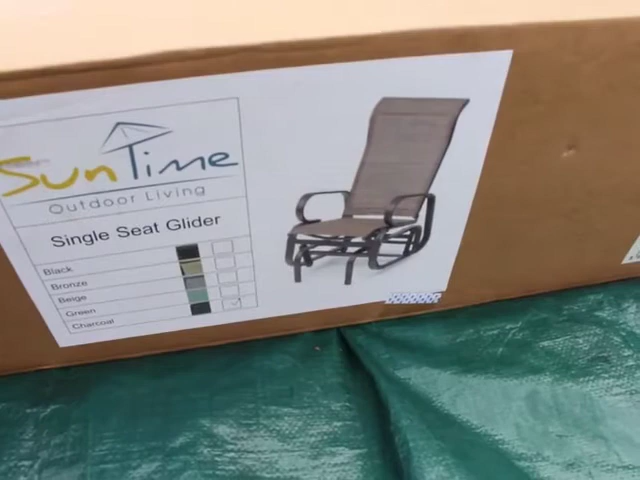 SunTime
Outdoor Living
Single Seat Glider
Black
Bronze
Beige
Green
Charcoal